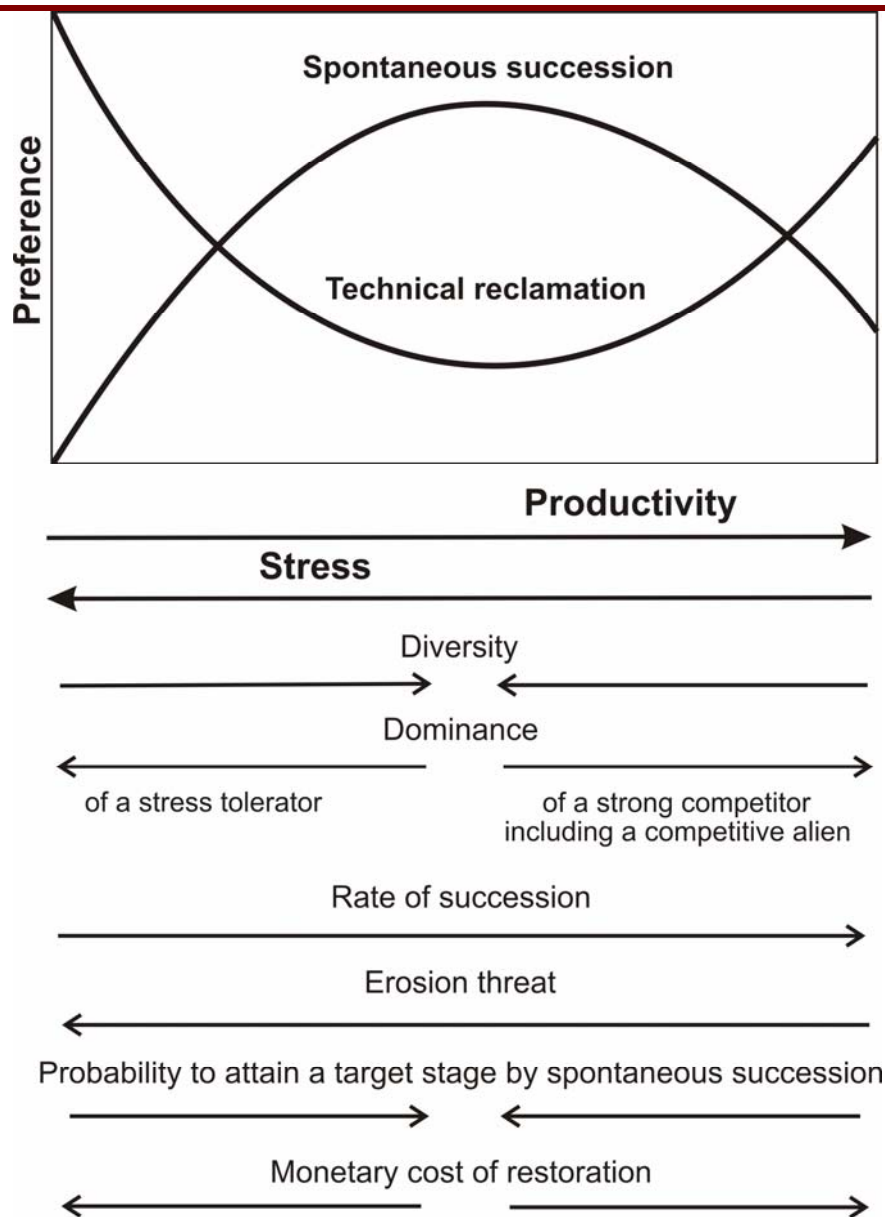 Spontaneous succession
Preference
Technical reclamation
Productivity
Stress
Diversity
Dominance
of a stress tolerator
of a strong competitor
including a competitive alien
Rate of succession
Erosion threat
Probability to attain a target stage by spontaneous succession
Monetary cost of restoration